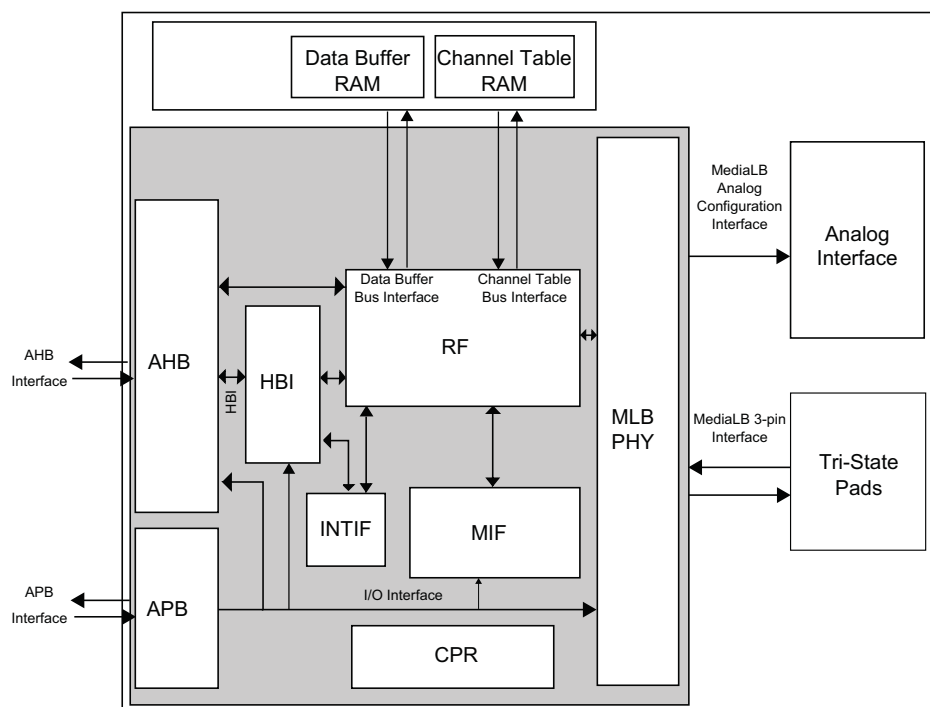 Data Buffer
RAM
Channel Table
RAM
MediaLB
Analog
Configuration
Interface
Analog
Interface
Data Buffer
Bus Interface
Channel Table
Bus Interface
RF
AHB
Interface
AHB
HBI
HBI
MLB
PHY
MediaLB 3-pin
Interface
Tri-State
Pads
INTIF
MIF
APB
Interface
APB
I/O Interface
CPR